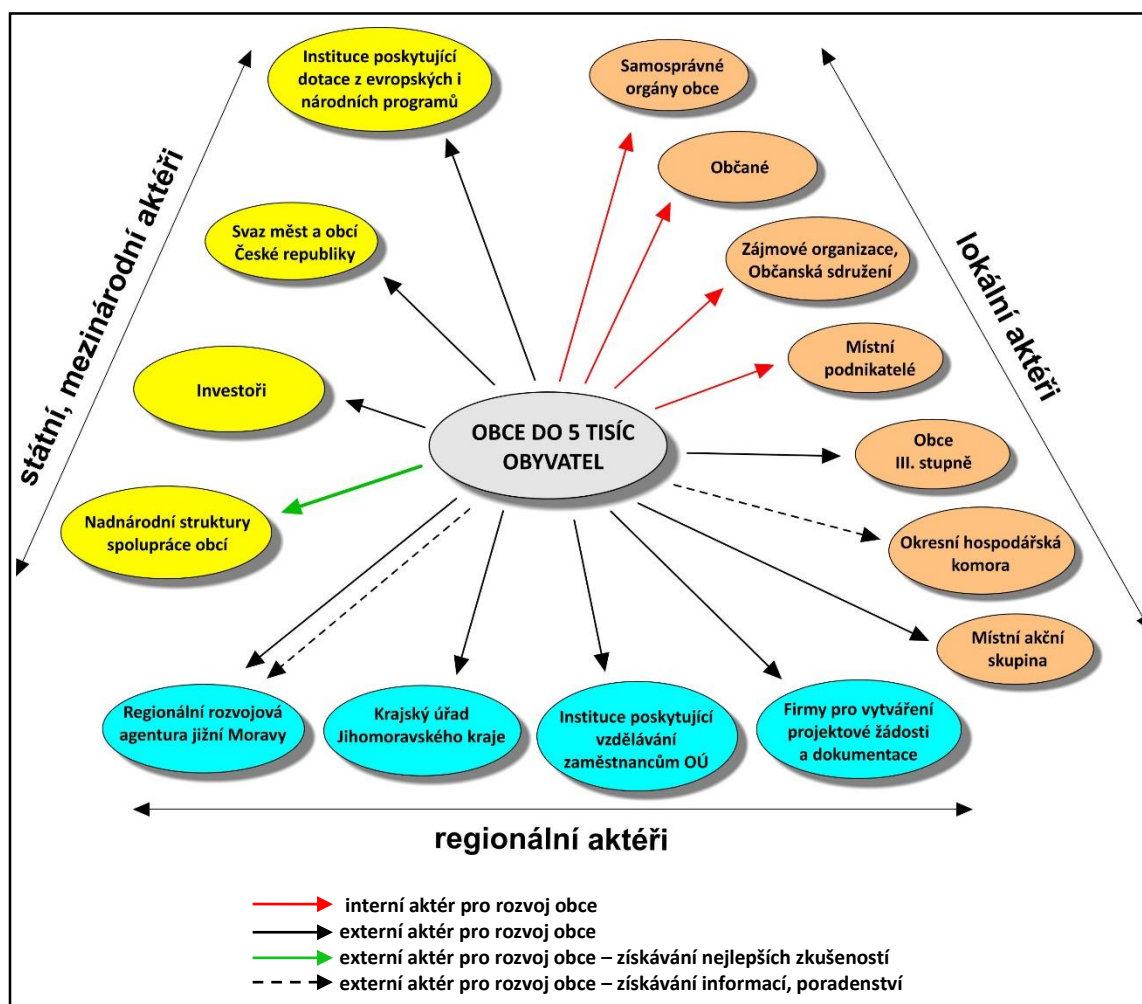 Instituce poskytující
dotace z evropských i
národních programů
Samosprávné
orgány obce
Občané
Svaz měst a obcí
České republiky
Zájmové organizace,
Občanská sdružení
státní, mezinárodní aktéři
lokální aktéři
Místní
podnikatelé
Investoři
OBCE DO 5 TISÍC
OBYVATEL
Obce
III. stupně
Nadnárodní struktury
spolupráce obcí
Okresní hospodářská
komora
Místní akční
skupina
Regionální rozvojová
agentura jižní Moravy
Krajský úřad
Jihomoravského kraje
Instituce poskytující
vzdělávání
zaměstnancům OÚ
Firmy pro vytváření
projektové žádosti
a dokumentace
regionální aktéři
interní aktér pro rozvoj obce
externí aktér pro rozvoj obce
externí aktér pro rozvoj obce – získávání nejlepších zkušeností
externí aktér pro rozvoj obce – získávání informací, poradenství